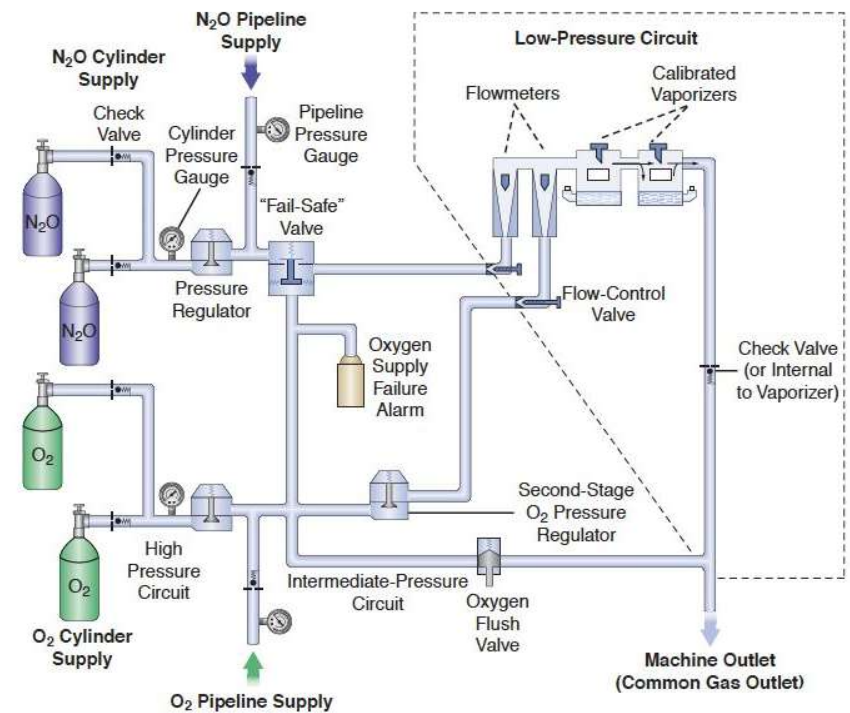 N₂O Pipeline
Supply
Low-Pressure Circuit
N₂O Cylinder
Supply
Flowmeters
Calibrated
Vaporizers
Check
Valve
Cylinder
Pressure
Gauge
Pipeline
Pressure
Gauge
"Fail-Safe"
Valve
N₂O
Pressure
Regulator
N₂O
Flow-Control
Valve
Oxygen
Supply
Failure
Alarm
Check Valve
(or Internal
to Vaporizer)
O₂
Second-Stage
O₂ Pressure
Regulator
High
Pressure
Circuit
O₂
Intermediate-Pressure
Circuit
Oxygen
Flush
Valve
O₂ Cylinder
Supply
Machine Outlet
(Common Gas Outlet)
O₂ Pipeline Supply